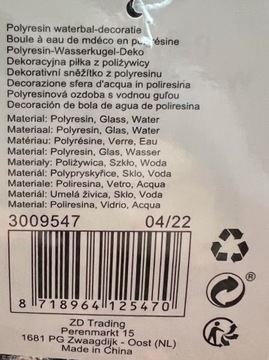 Polyresin waterbal-decoratie
Boule à eau de mdéco en polyrésine
Polyresin-Wasserkugel-Deko
Dekoracyjna piłka z poliżywicy
Dekorativní sněžítko z polyresinu
Decorazione sfera d'acqua in poliresina
Polyresinová ozdoba s vodnou guľou
Decoración de bola de agua de poliresina
Material: Polyresin, Glass, Water
Materiaal: Polyresin, Glas, Water
Matériau: Polyrésine, Verre, Eau
Material: Polyresin, Glas, Wasser
Materiały: Poliżywica, Szkło, Woda
Materiál: Polypryskyřice, Sklo, Voda
Materiale: Poliresina, Vetro, Acqua
Material: Umelá živica, Sklo, Voda
Material: Poliresina, Vidrio, Acqua
3009547 04/22
8 718964 125470
ZD Trading
Perenmarkt 15
1681 PG Zwaagdijk - Oost (NL)
Made in China